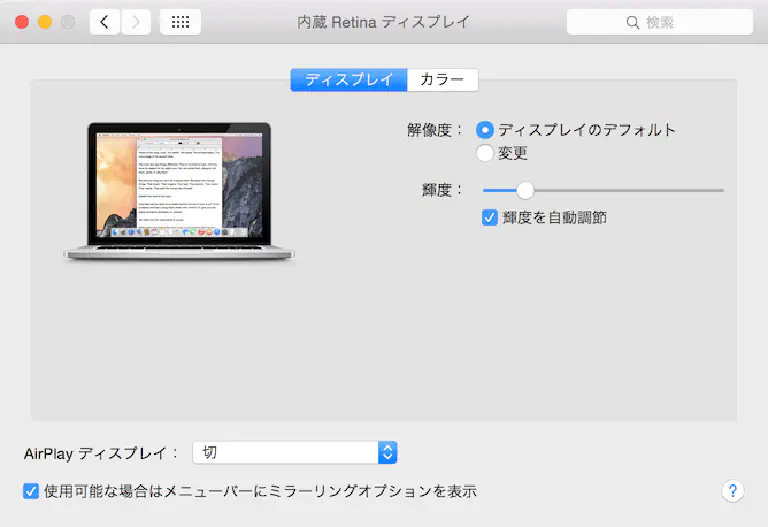 内蔵 Retina ディスプレイ
検索
ディスプレイ
カラー
解像度：
ディスプレイのデフォルト
変更
輝度：
輝度を自動調節
AirPlay ディスプレイ：
切
使用可能な場合はメニューバーにミラーリングオプションを表示
?